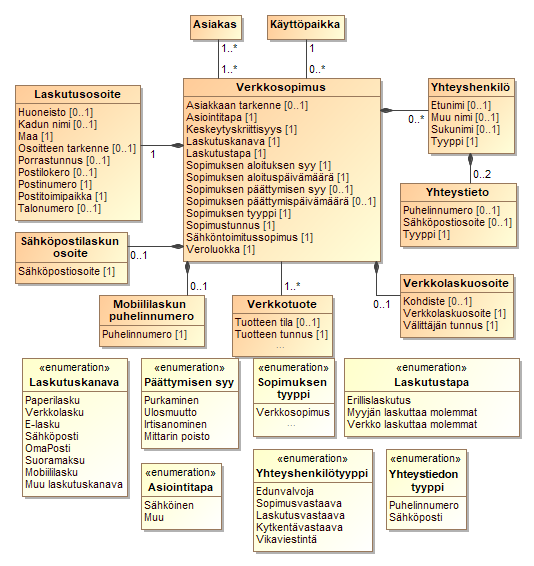 Asiakas
Käyttöpaikka
1..*
1
1..*
0..*
Laskutusosoite
Huoneisto [0..1]
Kadun nimi [0..1]
Maa [1]
Osoitteen tarkenne [0..1]
Porrastunnus [0..1]
Postilokero [0..1]
Postinumero [1]
Postitoimipaikka [1]
Talonumero [0..1]
1
Verkkosopimus
Asiakkaan tarkenne [0..1]
Asiointitapa [1]
Keskeytyskriittisyys [1]
Laskutuskanava [1]
Laskutustapa [1]
Sopimuksen aloituksen syy [1]
Sopimuksen aloituspäivämäärä [1]
Sopimuksen päättymisen syy [0..1]
Sopimuksen päättymispäivämäärä [0..1]
Sopimuksen tyyppi [1]
Sopimustunnus [1]
Sähköntoimitussopimus [1]
Veroluokka [1]
Yhteyshenkilö
Etunimi [0..1]
Muu nimi [0..1]
Sukunimi [0..1]
Tyyppi [1]
0..*
0..2
Yhteystieto
Puhelinnumero [0..1]
Sähköpostiosoite [0..1]
Tyyppi [1]
Sähköpostilaskun
osoite
Sähköpostiosoite [1]
0..1
0..1
1..*
0..1
Mobiililaskun
puhelinnumero
Puhelinnumero [1]
Verkkotuote
Tuotteen tila [0..1]
Tuotteen tunnus [1]
...
Verkkolaskuosoite
Kohdiste [0..1]
Verkkolaskuosoite [1]
Välittäjän tunnus [1]
«enumeration»
Laskutuskanava
Paperilasku
Verkkolasku
E-lasku
Sähköposti
OmaPosti
Suoramaksu
Mobiililasku
Muu laskutuskanava
«enumeration»
Päättymisen syy
Purkaminen
Ulosmuutto
Irtisanominen
Mittarin poisto
«enumeration»
Sopimuksen
tyyppi
Verkkosopimus
...
«enumeration»
Laskutustapa
Erillislaskutus
Myyjän laskuttaa molemmat
Verkko laskuttaa molemmat
«enumeration»
Asiointitapa
Sähköinen
Muu
«enumeration»
Yhteyshenkilötyyppi
Edunvalvoja
Sopimusvastaava
Laskutusvastaava
Kytkentävastaava
Vikaviestintä
«enumeration»
Yhteystiedon
tyyppi
Puhelinnumero
Sähköposti